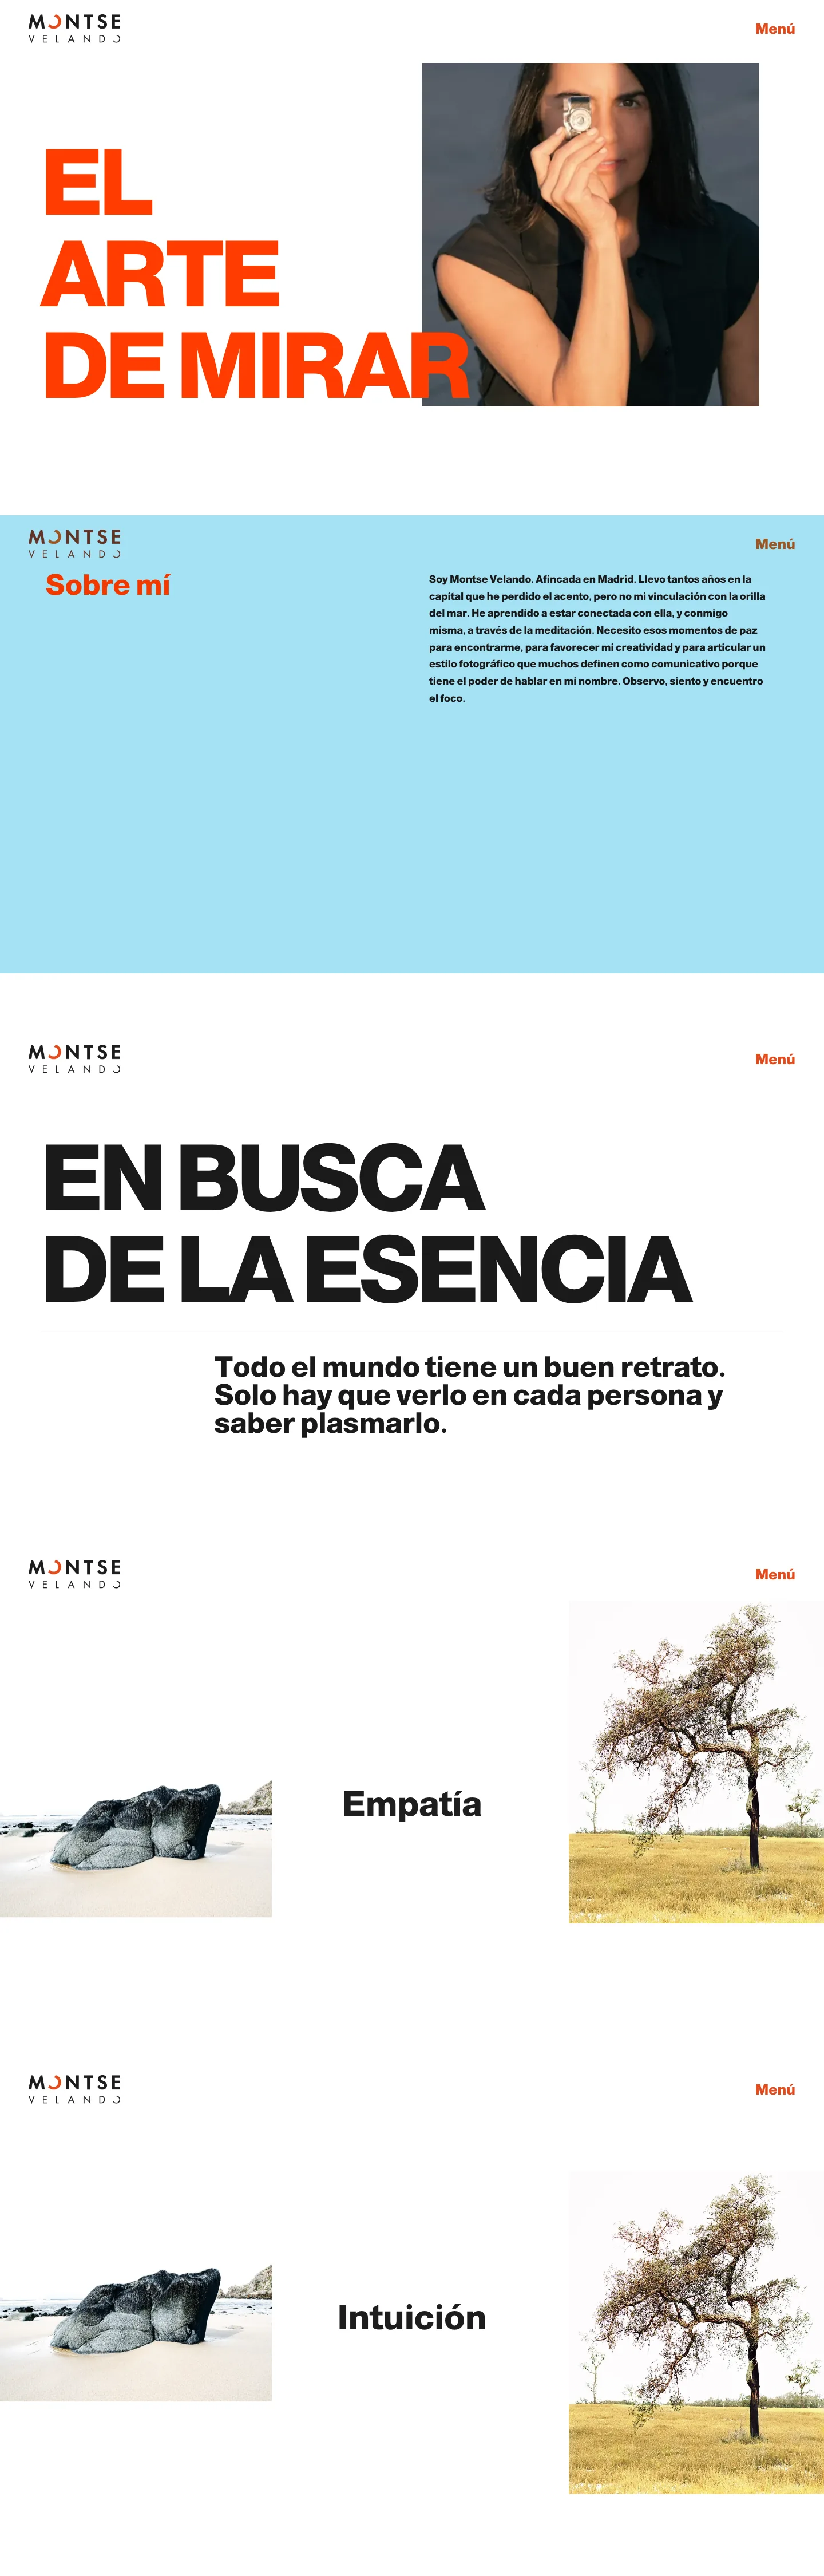 MONTSE
VELANDO
Menú
EL
ARTE
DE MIRAR
MONTSE
VELANDO
Menú
Sobre mí
Soy Montse Velando. Afincada en Madrid. Llevo tantos años en la
capital que he perdido el acento, pero no mi vinculación con la orilla
del mar. He aprendido a estar conectada con ella, y conmigo
misma, a través de la meditación. Necesito esos momentos de paz
para encontrarme, para favorecer mi creatividad y para articular un
estilo fotográfico que muchos definen como comunicativo porque
tiene el poder de hablar en mi nombre. Observo, siento y encuentro
el foco.
MONTSE
VELANDO
Menú
EN BUSCA
DE LA ESENCIA
Todo el mundo tiene un buen retrato.
Solo hay que verlo en cada persona y
saber plasmarlo.
MONTSE
VELANDO
Menú
Empatía
MONTSE
VELANDO
Menú
Intuición